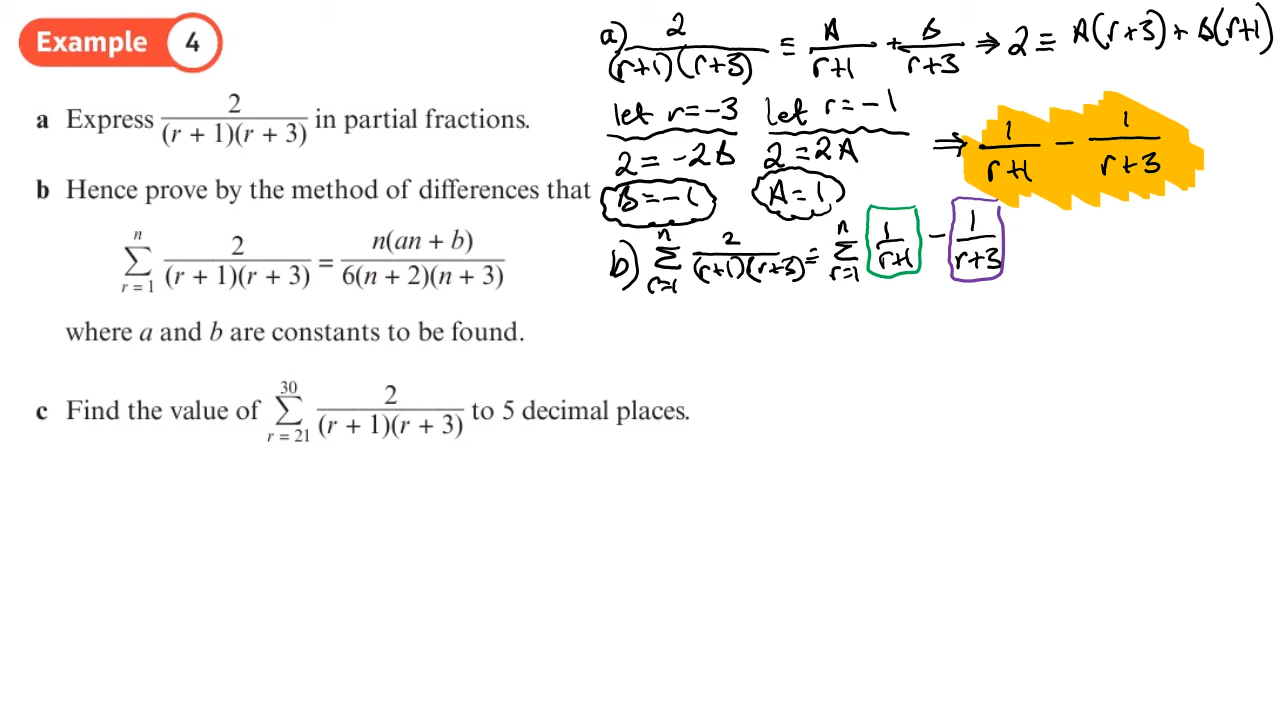 Example 4
a Express 2/((r + 1)(r + 3)) in partial fractions.
b Hence prove by the method of differences that
∑_{r = 1}^{n} 2/((r + 1)(r + 3)) = n(an + b)/(6(n + 2)(n + 3))
where a and b are constants to be found.
c Find the value of ∑_{r = 21}^{30} 2/((r + 1)(r + 3)) to 5 decimal places.
a) 2/((r+1)(r+3)) ≡ A/(r+1) + B/(r+3) ⇒ 2 ≡ A(r+3) + B(r+1)
let r = -3 let r = -1
2 = -2B 2 = 2A
B = -1 A = 1
⇒ 1/(r+1) - 1/(r+3)
b) ∑_{r=1}^{n} 2/((r+1)(r+3)) ≡ ∑_{r=1}^{n} 1/(r+1) - 1/(r+3)